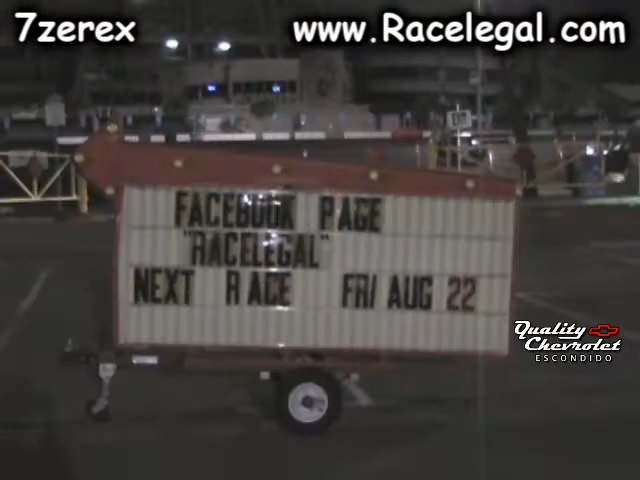 7zerex
www.Racelegal.com
FACEBOOK PAGE
"RACELEGAL"
NEXT RACE FRI AUG 22
Quality
Chevrolet
ESCONDIDO